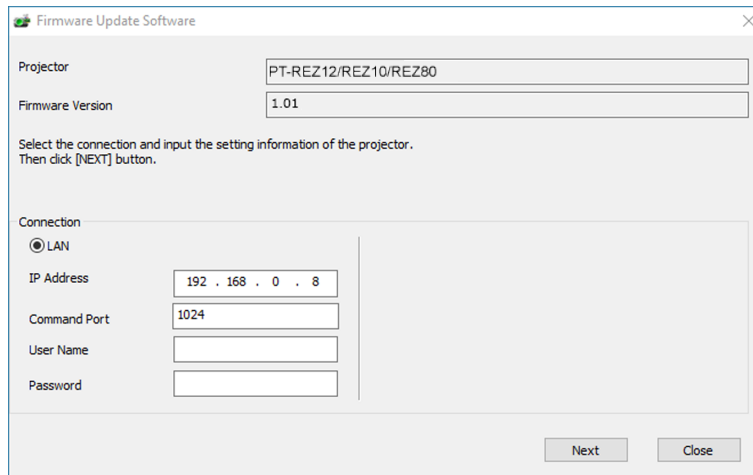 Firmware Update Software
Projector PT-REZ12/REZ10/REZ80
Firmware Version 1.01
Select the connection and input the setting information of the projector.
Then click [NEXT] button.
Connection
LAN
IP Address 192 . 168 . 0 . 8
Command Port 1024
User Name
Password
Next Close